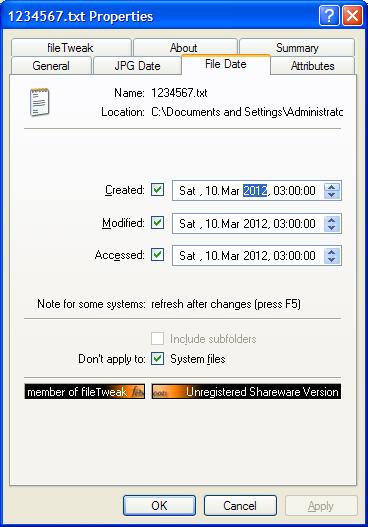 1234567.txt Properties
fileTweak About Summary
General JPG Date File Date Attributes
Name: 1234567.txt
Location: C:\Documents and Settings\Administrato
Created: Sat , 10.Mar 2012, 03:00:00
Modified: Sat , 10.Mar 2012, 03:00:00
Accessed: Sat , 10.Mar 2012, 03:00:00
Note for some systems: refresh after changes (press F5)
Include subfolders
Don't apply to: System files
member of fileTweak Unregistered Shareware Version
OK Cancel Apply